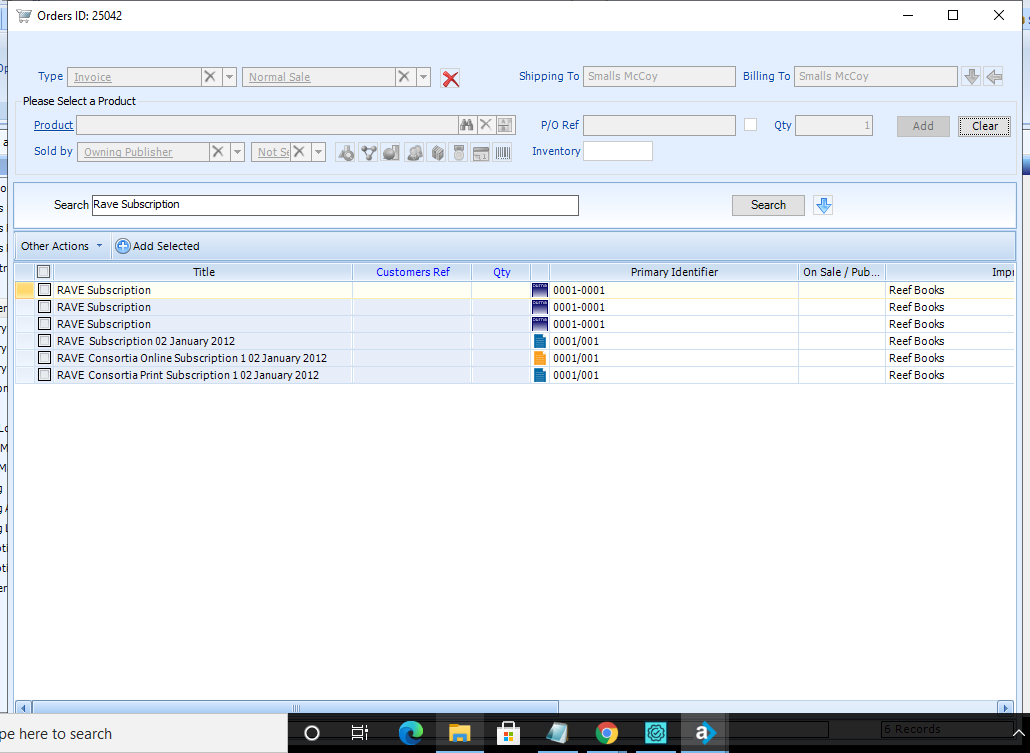 Orders ID: 25042
Type Invoice Normal Sale Shipping To Smalls McCoy Billing To Smalls McCoy
Please Select a Product
Product P/O Ref Qty 1 Add Clear
Sold by Owning Publisher Not Se Inventory
Search Rave Subscription Search
Other Actions Add Selected
Title Customers Ref Qty Primary Identifier On Sale / Pub... Impr
RAVE Subscription 0001-0001 Reef Books
RAVE Subscription 0001-0001 Reef Books
RAVE Subscription 0001-0001 Reef Books
RAVE Subscription 02 January 2012 0001/001 Reef Books
RAVE Consortia Online Subscription 1 02 January 2012 0001/001 Reef Books
RAVE Consortia Print Subscription 1 02 January 2012 0001/001 Reef Books
6 Records
pe here to search